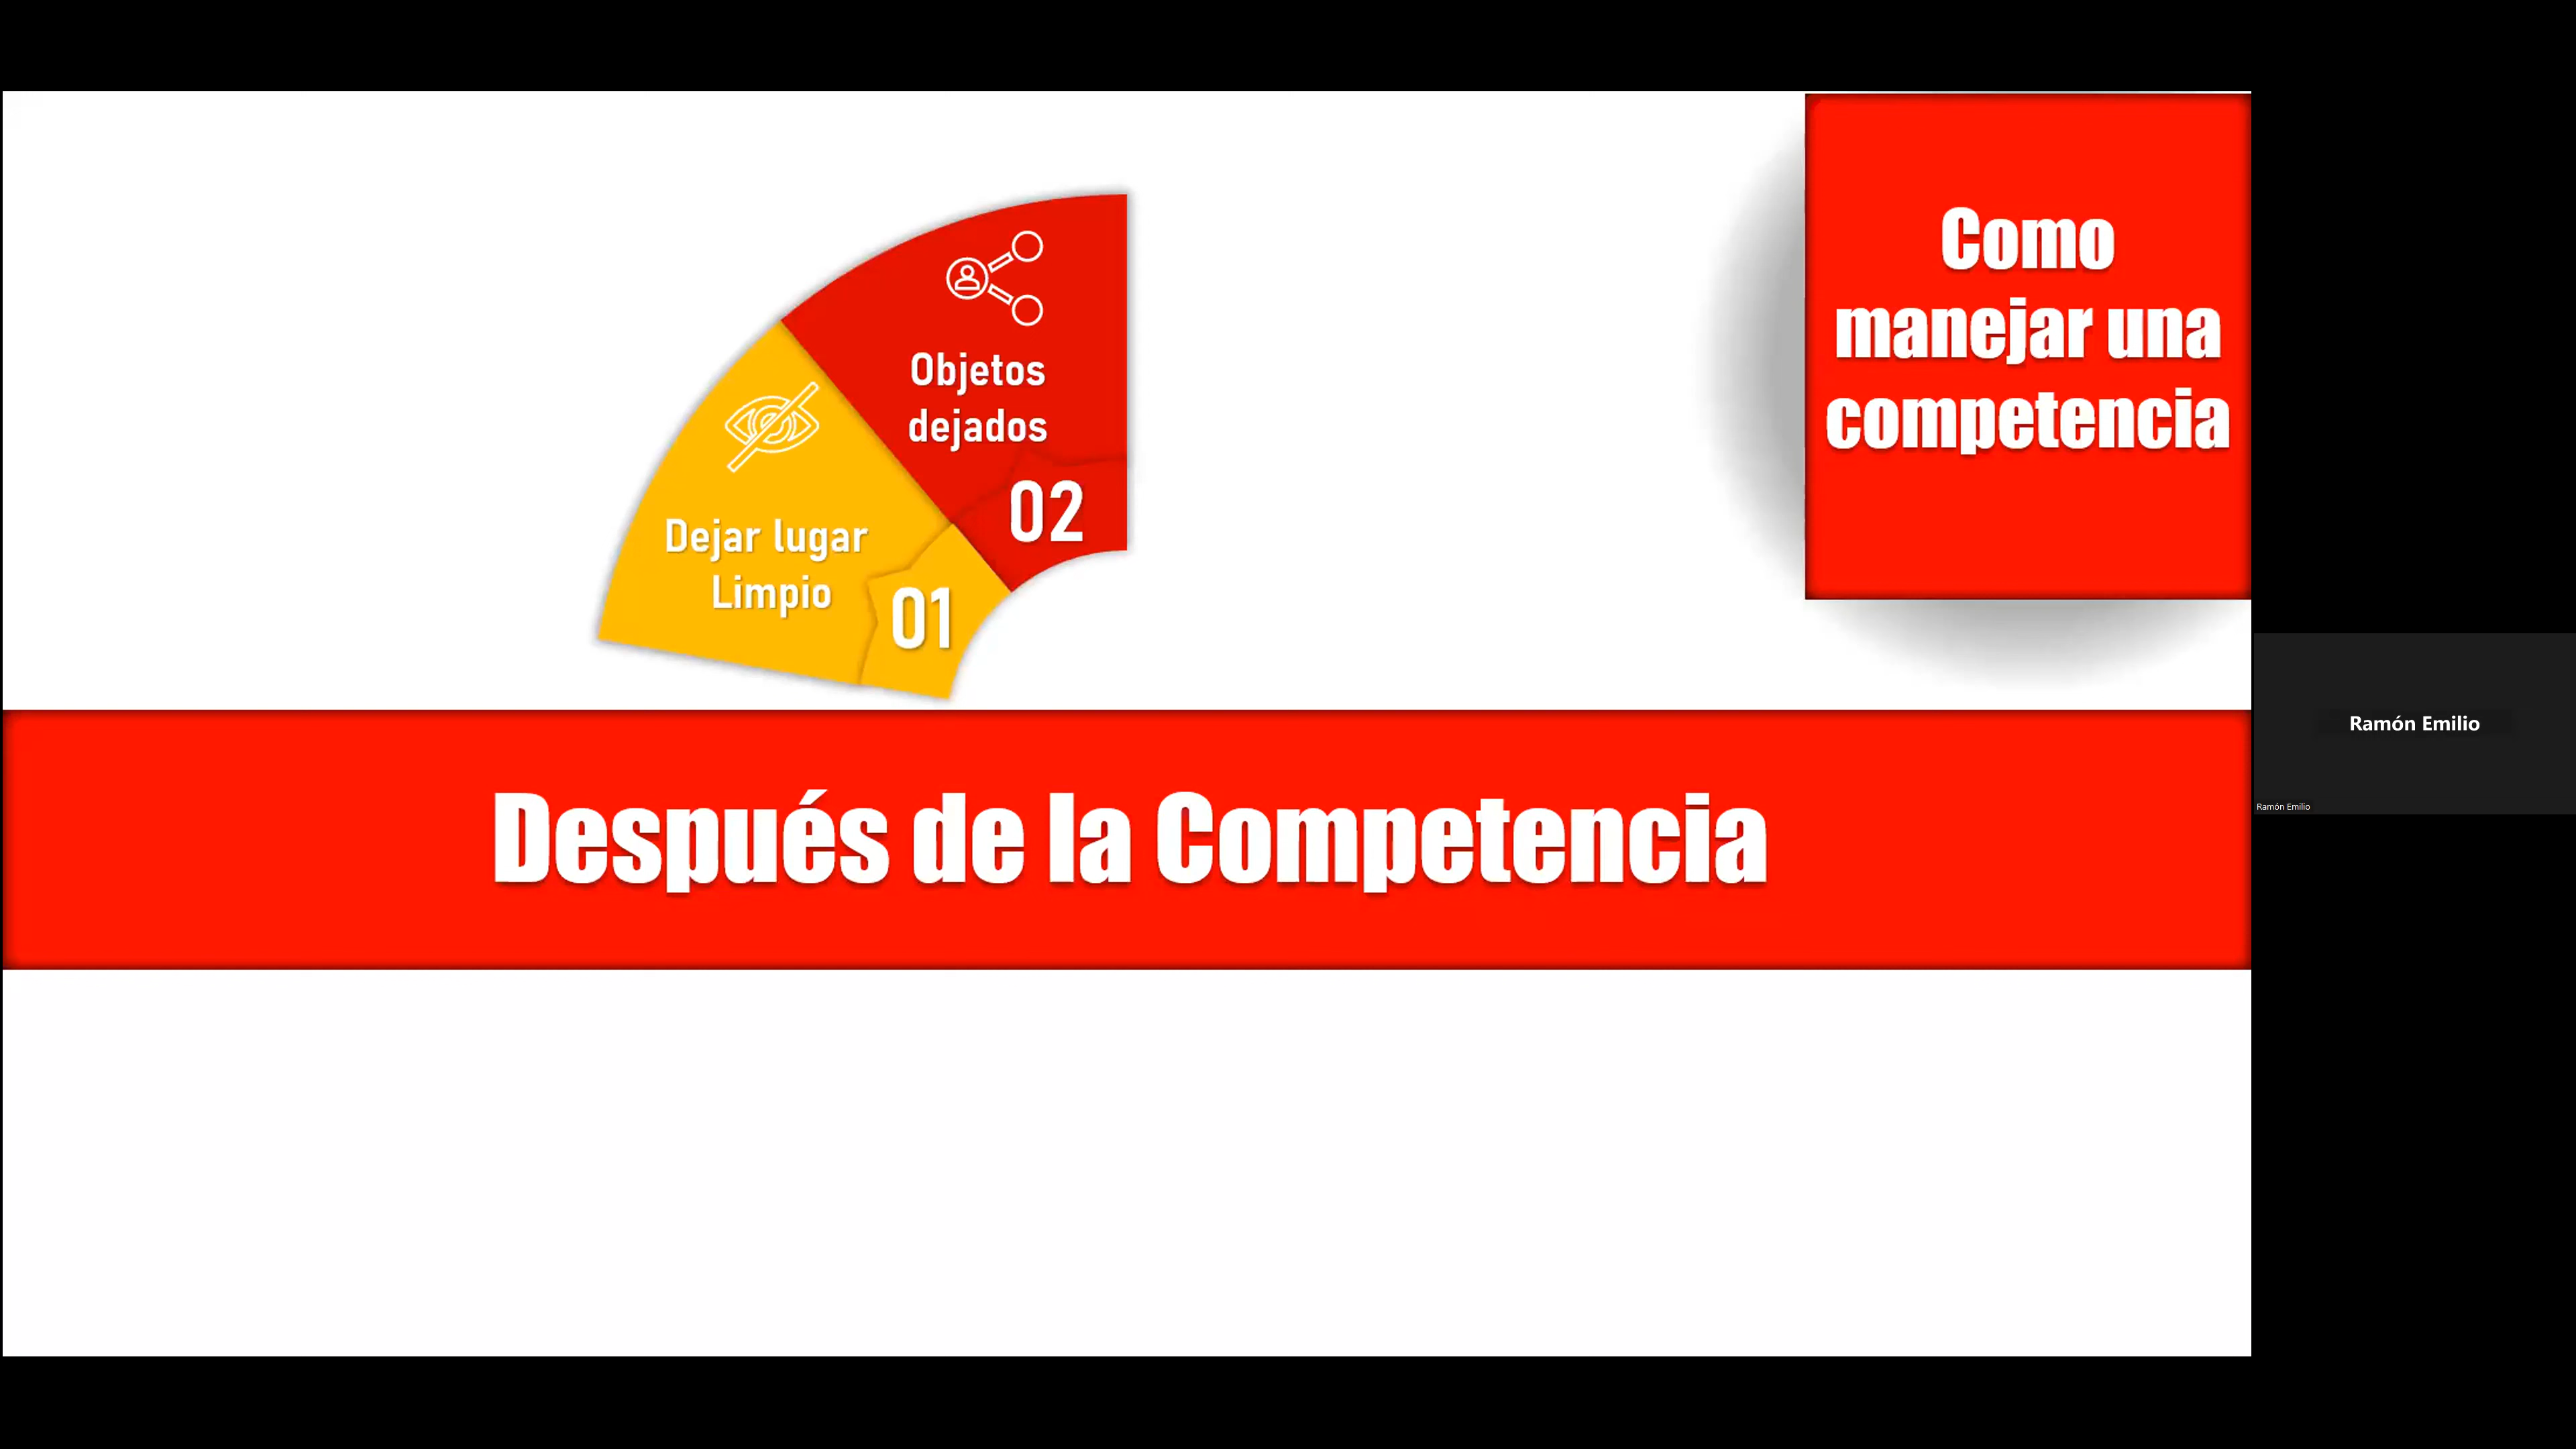 Como
manejar una
competencia
Objetos
dejados
02
Dejar lugar
Limpio
01
Después de la Competencia
Ramón Emilio
Ramón Emilio